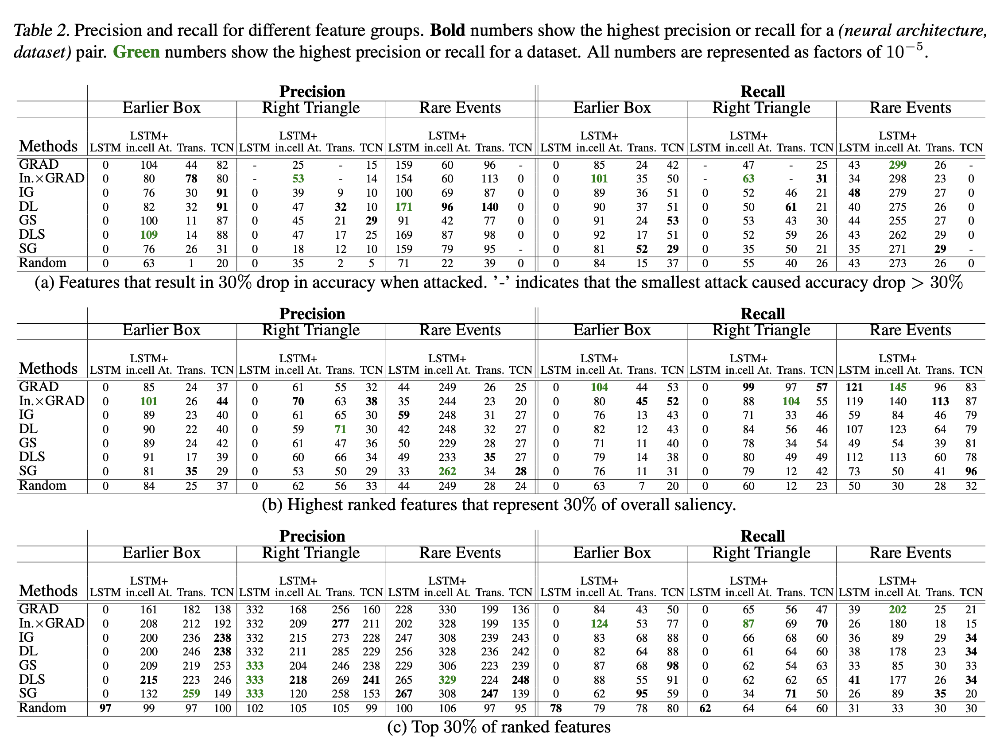 Table 2. Precision and recall for different feature groups. Bold numbers show the highest precision or recall for a (neural architecture,
dataset) pair. Green numbers show the highest precision or recall for a dataset. All numbers are represented as factors of 10⁻⁵.
Precision Recall
Earlier Box Right Triangle Rare Events Earlier Box Right Triangle Rare Events
LSTM+ LSTM+ LSTM+ LSTM+ LSTM+ LSTM+
Methods LSTM in.cell At. Trans. TCN LSTM in.cell At. Trans. TCN LSTM in.cell At. Trans. TCN LSTM in.cell At. Trans. TCN LSTM in.cell At. Trans. TCN LSTM in.cell At. Trans. TCN
GRAD 0 104 44 82 - 25 - 15 159 60 96 - 0 85 24 42 - 47 - 25 43 299 26 -
In.×GRAD 0 80 78 80 - 53 - 14 154 60 113 0 0 101 35 50 - 63 - 31 34 298 23 0
IG 0 76 30 91 0 39 9 10 100 69 87 0 0 89 36 51 0 52 46 21 48 279 27 0
DL 0 82 32 91 0 47 32 10 171 96 140 0 0 90 37 51 0 50 61 21 40 275 26 0
GS 0 100 11 87 0 45 21 29 91 42 77 0 0 91 24 53 0 53 43 30 44 255 27 0
DLS 0 109 14 88 0 47 17 25 169 87 98 0 0 92 17 51 0 52 59 26 43 262 29 0
SG 0 76 26 31 0 18 12 10 159 79 95 - 0 81 52 29 0 35 50 21 35 271 29 -
Random 0 63 1 20 0 35 2 5 71 22 39 0 0 84 15 37 0 55 40 26 43 273 26 0
(a) Features that result in 30% drop in accuracy when attacked. ’-’ indicates that the smallest attack caused accuracy drop > 30%
Precision Recall
Earlier Box Right Triangle Rare Events Earlier Box Right Triangle Rare Events
LSTM+ LSTM+ LSTM+ LSTM+ LSTM+ LSTM+
Methods LSTM in.cell At. Trans. TCN LSTM in.cell At. Trans. TCN LSTM in.cell At. Trans. TCN LSTM in.cell At. Trans. TCN LSTM in.cell At. Trans. TCN LSTM in.cell At. Trans. TCN
GRAD 0 85 24 37 0 61 55 32 44 249 26 25 0 104 44 53 0 99 97 57 121 145 96 83
In.×GRAD 0 101 26 44 0 70 63 38 35 244 23 20 0 80 45 52 0 88 104 55 119 140 113 87
IG 0 89 23 40 0 61 65 30 59 248 31 27 0 76 13 43 0 71 33 46 59 84 46 79
DL 0 90 22 40 0 59 71 30 42 248 32 27 0 82 12 43 0 84 56 46 107 123 64 79
GS 0 89 24 42 0 61 47 36 50 229 28 27 0 71 11 40 0 78 34 54 49 54 39 81
DLS 0 91 17 39 0 60 66 34 49 233 35 27 0 79 14 38 0 80 49 49 112 113 60 78
SG 0 81 35 29 0 53 50 29 33 262 34 28 0 76 11 31 0 79 12 42 73 50 41 96
Random 0 84 25 37 0 62 56 33 44 249 28 24 0 63 7 20 0 60 12 23 50 30 28 32
(b) Highest ranked features that represent 30% of overall saliency.
Precision Recall
Earlier Box Right Triangle Rare Events Earlier Box Right Triangle Rare Events
LSTM+ LSTM+ LSTM+ LSTM+ LSTM+ LSTM+
Methods LSTM in.cell At. Trans. TCN LSTM in.cell At. Trans. TCN LSTM in.cell At. Trans. TCN LSTM in.cell At. Trans. TCN LSTM in.cell At. Trans. TCN LSTM in.cell At. Trans. TCN
GRAD 0 161 182 138 332 168 256 160 228 330 199 136 0 84 43 50 0 65 56 47 39 202 25 21
In.×GRAD 0 208 212 192 332 209 277 211 202 328 199 135 0 124 53 77 0 87 69 70 26 180 18 15
IG 0 200 236 238 332 215 273 228 247 308 239 243 0 83 68 88 0 66 68 60 36 89 29 34
DL 0 200 246 238 332 211 285 229 256 328 236 242 0 82 64 88 0 61 64 60 38 178 23 34
GS 0 209 219 253 333 204 246 238 229 306 223 239 0 87 68 98 0 62 54 63 33 85 30 33
DLS 0 215 223 246 333 218 269 241 265 329 224 248 0 88 55 91 0 62 62 65 41 177 26 34
SG 0 132 259 149 333 120 258 153 267 308 247 139 0 62 95 59 0 34 71 50 26 89 35 20
Random 97 99 97 100 102 105 105 99 100 106 97 95 78 79 78 80 62 64 64 60 31 33 30 30
(c) Top 30% of ranked features